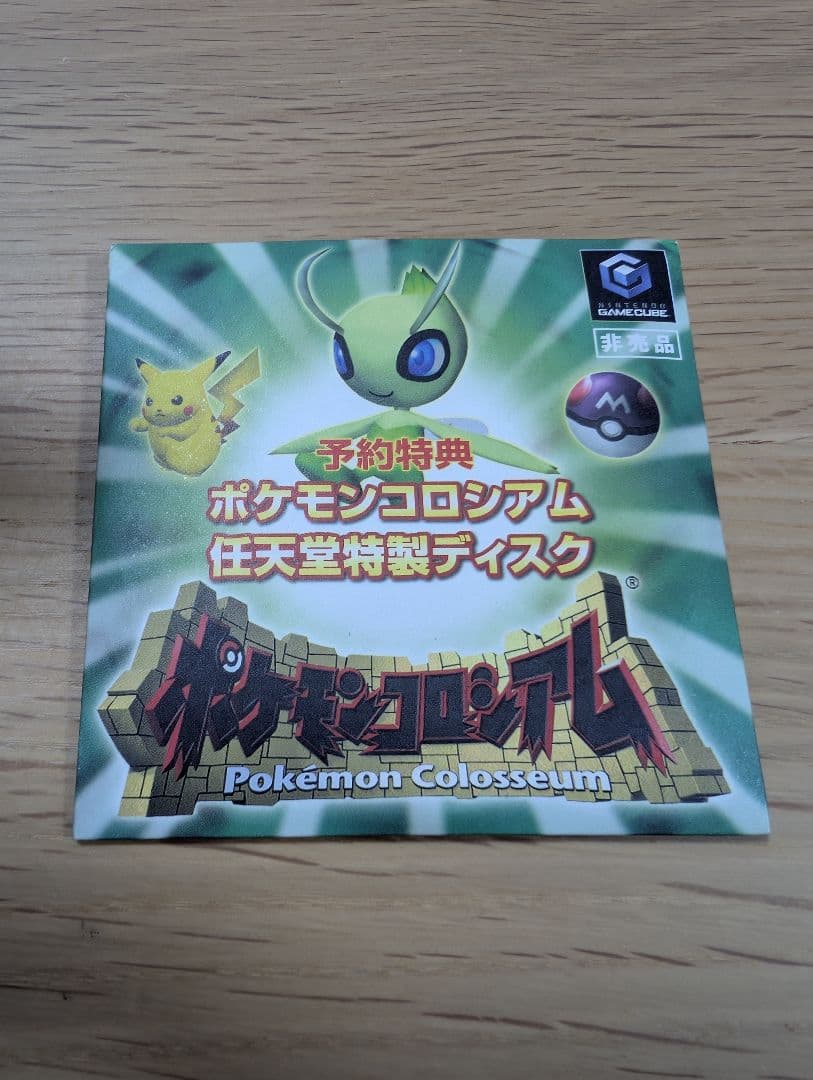 NINTENDO
GAMECUBE
非売品
M
予約特典
ポケモンコロシアム
任天堂特製ディスク
®
ポケモンコロシアム
Pokémon Colosseum